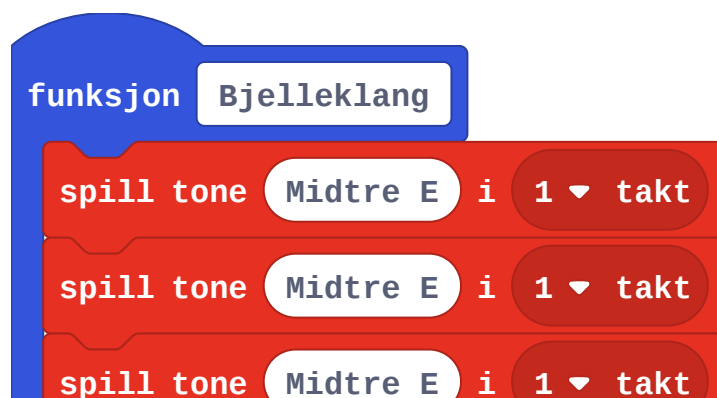 funksjon Bjelleklang
spill tone Midtre E i 1 takt
spill tone Midtre E i 1 takt
spill tone Midtre E i 1 takt